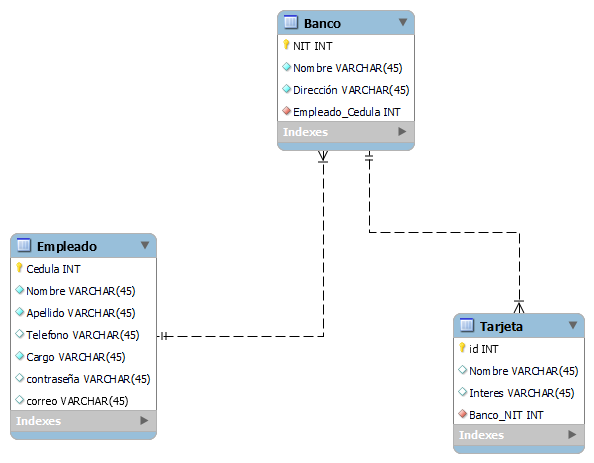 Banco
NIT INT
Nombre VARCHAR(45)
Dirección VARCHAR(45)
Empleado_Cedula INT
Indexes
Empleado
Cedula INT
Nombre VARCHAR(45)
Apellido VARCHAR(45)
Telefono VARCHAR(45)
Cargo VARCHAR(45)
contraseña VARCHAR(45)
correo VARCHAR(45)
Indexes
Tarjeta
id INT
Nombre VARCHAR(45)
Interes VARCHAR(45)
Banco_NIT INT
Indexes